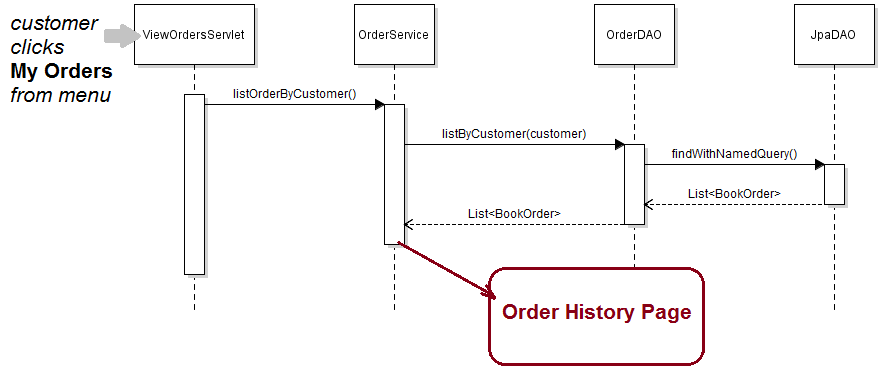 customer
clicks
My Orders
from menu
ViewOrdersServlet
OrderService
OrderDAO
JpaDAO
listOrderByCustomer()
listByCustomer(customer)
findWithNamedQuery()
List<BookOrder>
List<BookOrder>
Order History Page